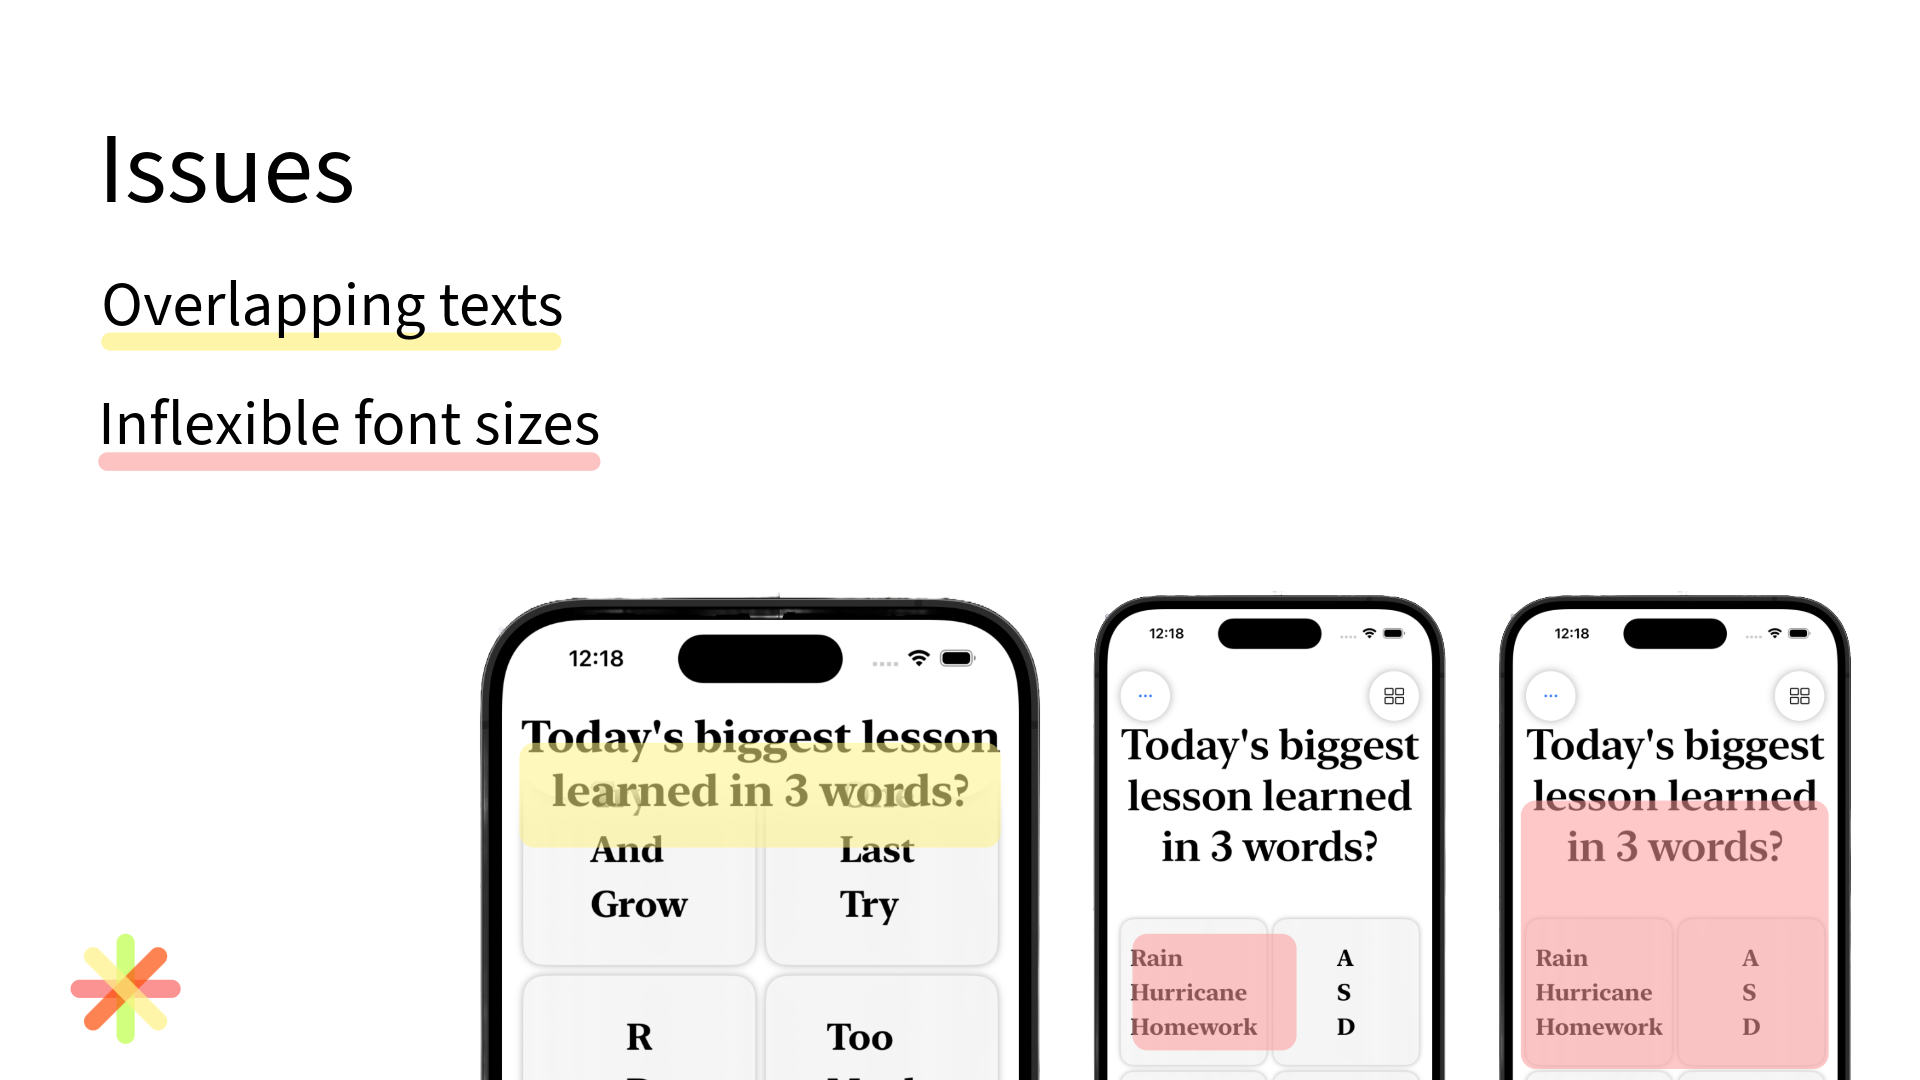 Issues
Overlapping texts
Inflexible font sizes
12:18
Today's biggest lesson
learned in 3 words?
And
Grow
Last
Try
R
Too
12:18
Today's biggest
lesson learned
in 3 words?
Rain
Hurricane
Homework
A
S
D
12:18
Today's biggest
lesson learned
in 3 words?
Rain
Hurricane
Homework
A
S
D